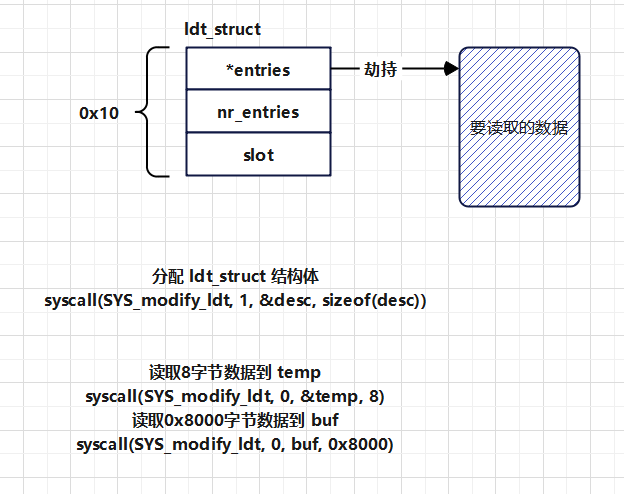 ldt_struct
*entries
劫持
0x10
nr_entries
要读取的数据
slot
分配 ldt_struct 结构体
syscall(SYS_modify_ldt, 1, &desc, sizeof(desc))
读取8字节数据到 temp
syscall(SYS_modify_ldt, 0, &temp, 8)
读取0x8000字节数据到 buf
syscall(SYS_modify_ldt, 0, buf, 0x8000)